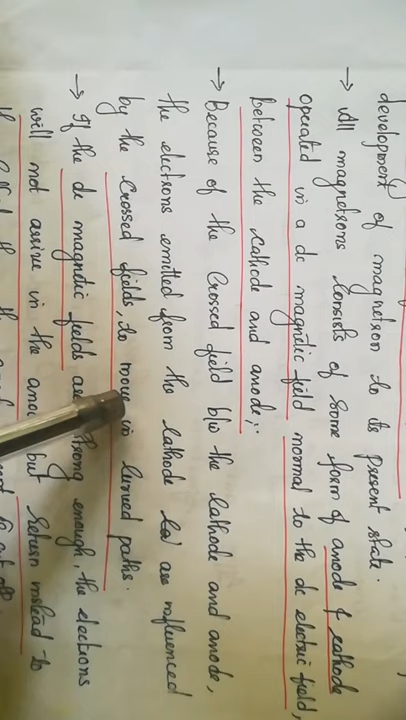 development of magnetron to its present state.
→ All magnetrons consists of some form of anode & cathode
operated in a dc magnetic field normal to the dc electric field,
between the cathode and anode;
→ Because of the crossed field b/w the cathode and anode,
the electrons emitted from the cathode are influenced
by the crossed fields, to move in curved paths.
→ If the dc magnetic fields are strong enough, the electrons
will not arrive in the but return instead to